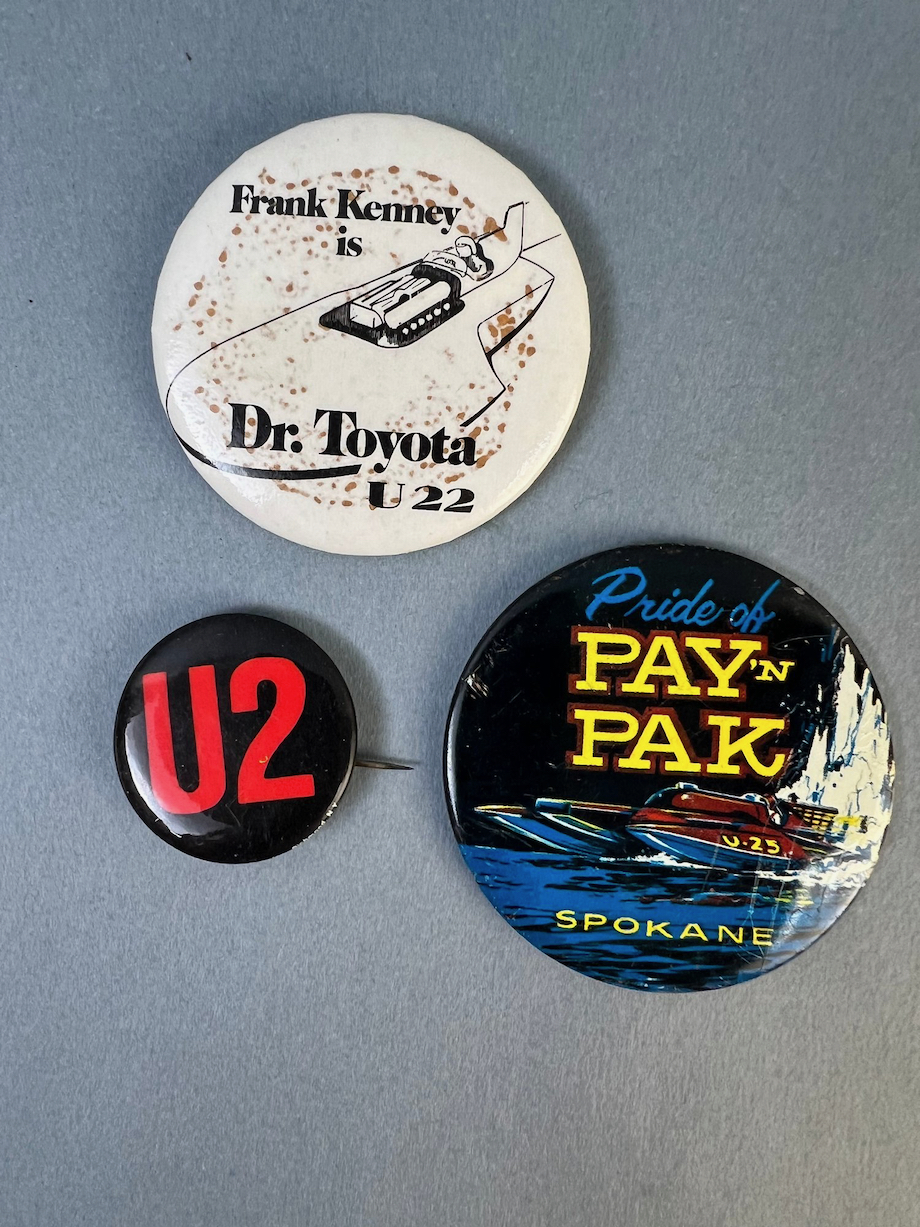 Frank Kenney
is
Dr. Toyota
U 22
U2
Pride of
PAY 'N
PAK
U-25
SPOKANE